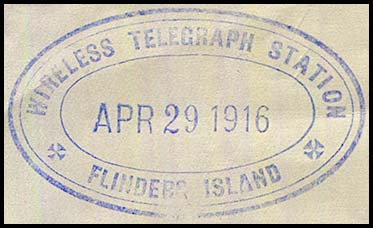 WIRELESS TELEGRAPH STATION
APR 29 1916
FLINDERS ISLAND